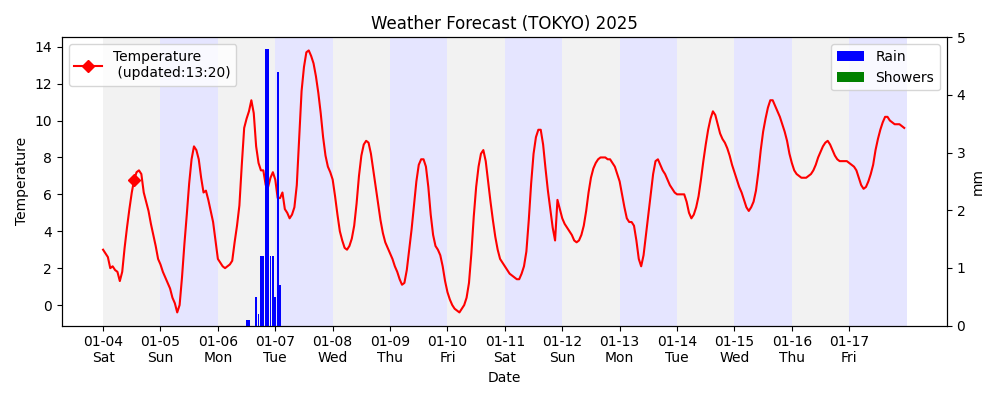 Weather Forecast (TOKYO) 2025
Temperature
(updated:13:20)
Rain
Showers
Temperature
14
12
10
8
6
4
2
0
5
4
3
2
1
0
mm
01-04 01-05 01-06 01-07 01-08 01-09 01-10 01-11 01-12 01-13 01-14 01-15 01-16 01-17
Sat Sun Mon Tue Wed Thu Fri Sat Sun Mon Tue Wed Thu Fri
Date